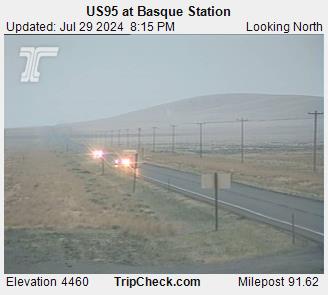 US95 at Basque Station
Updated: Jul 29 2024 8:15 PM Looking North
Elevation 4460 TripCheck.com Milepost 91.62